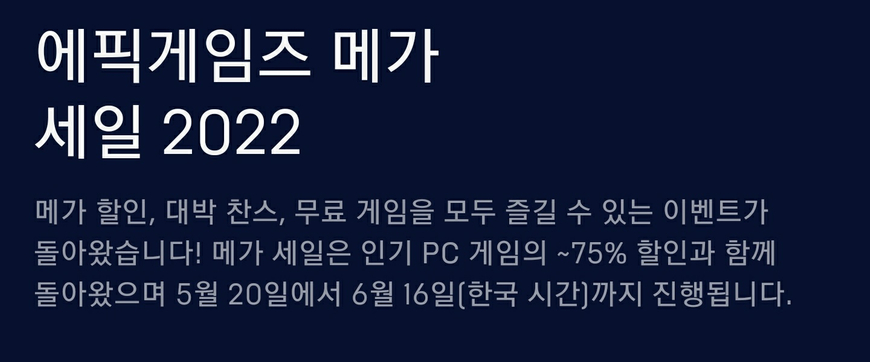 에픽게임즈 메가
세일 2022
메가 할인, 대박 찬스, 무료 게임을 모두 즐길 수 있는 이벤트가
돌아왔습니다! 메가 세일은 인기 PC 게임의 ~75% 할인과 함께
돌아왔으며 5월 20일에서 6월 16일(한국 시간)까지 진행됩니다.